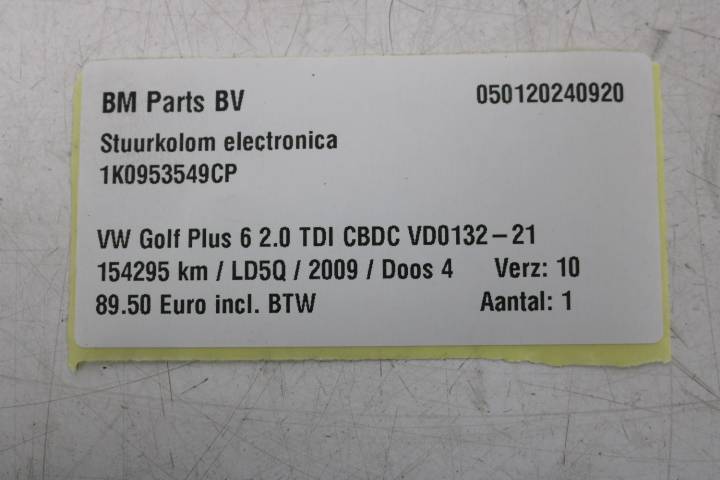 BM Parts BV 050120240920
Stuurkolom electronica
1K0953549CP
VW Golf Plus 6 2.0 TDI CBDC VD0132-21
154295 km / LD5Q / 2009 / Doos 4 Verz: 10
89.50 Euro incl. BTW Aantal: 1